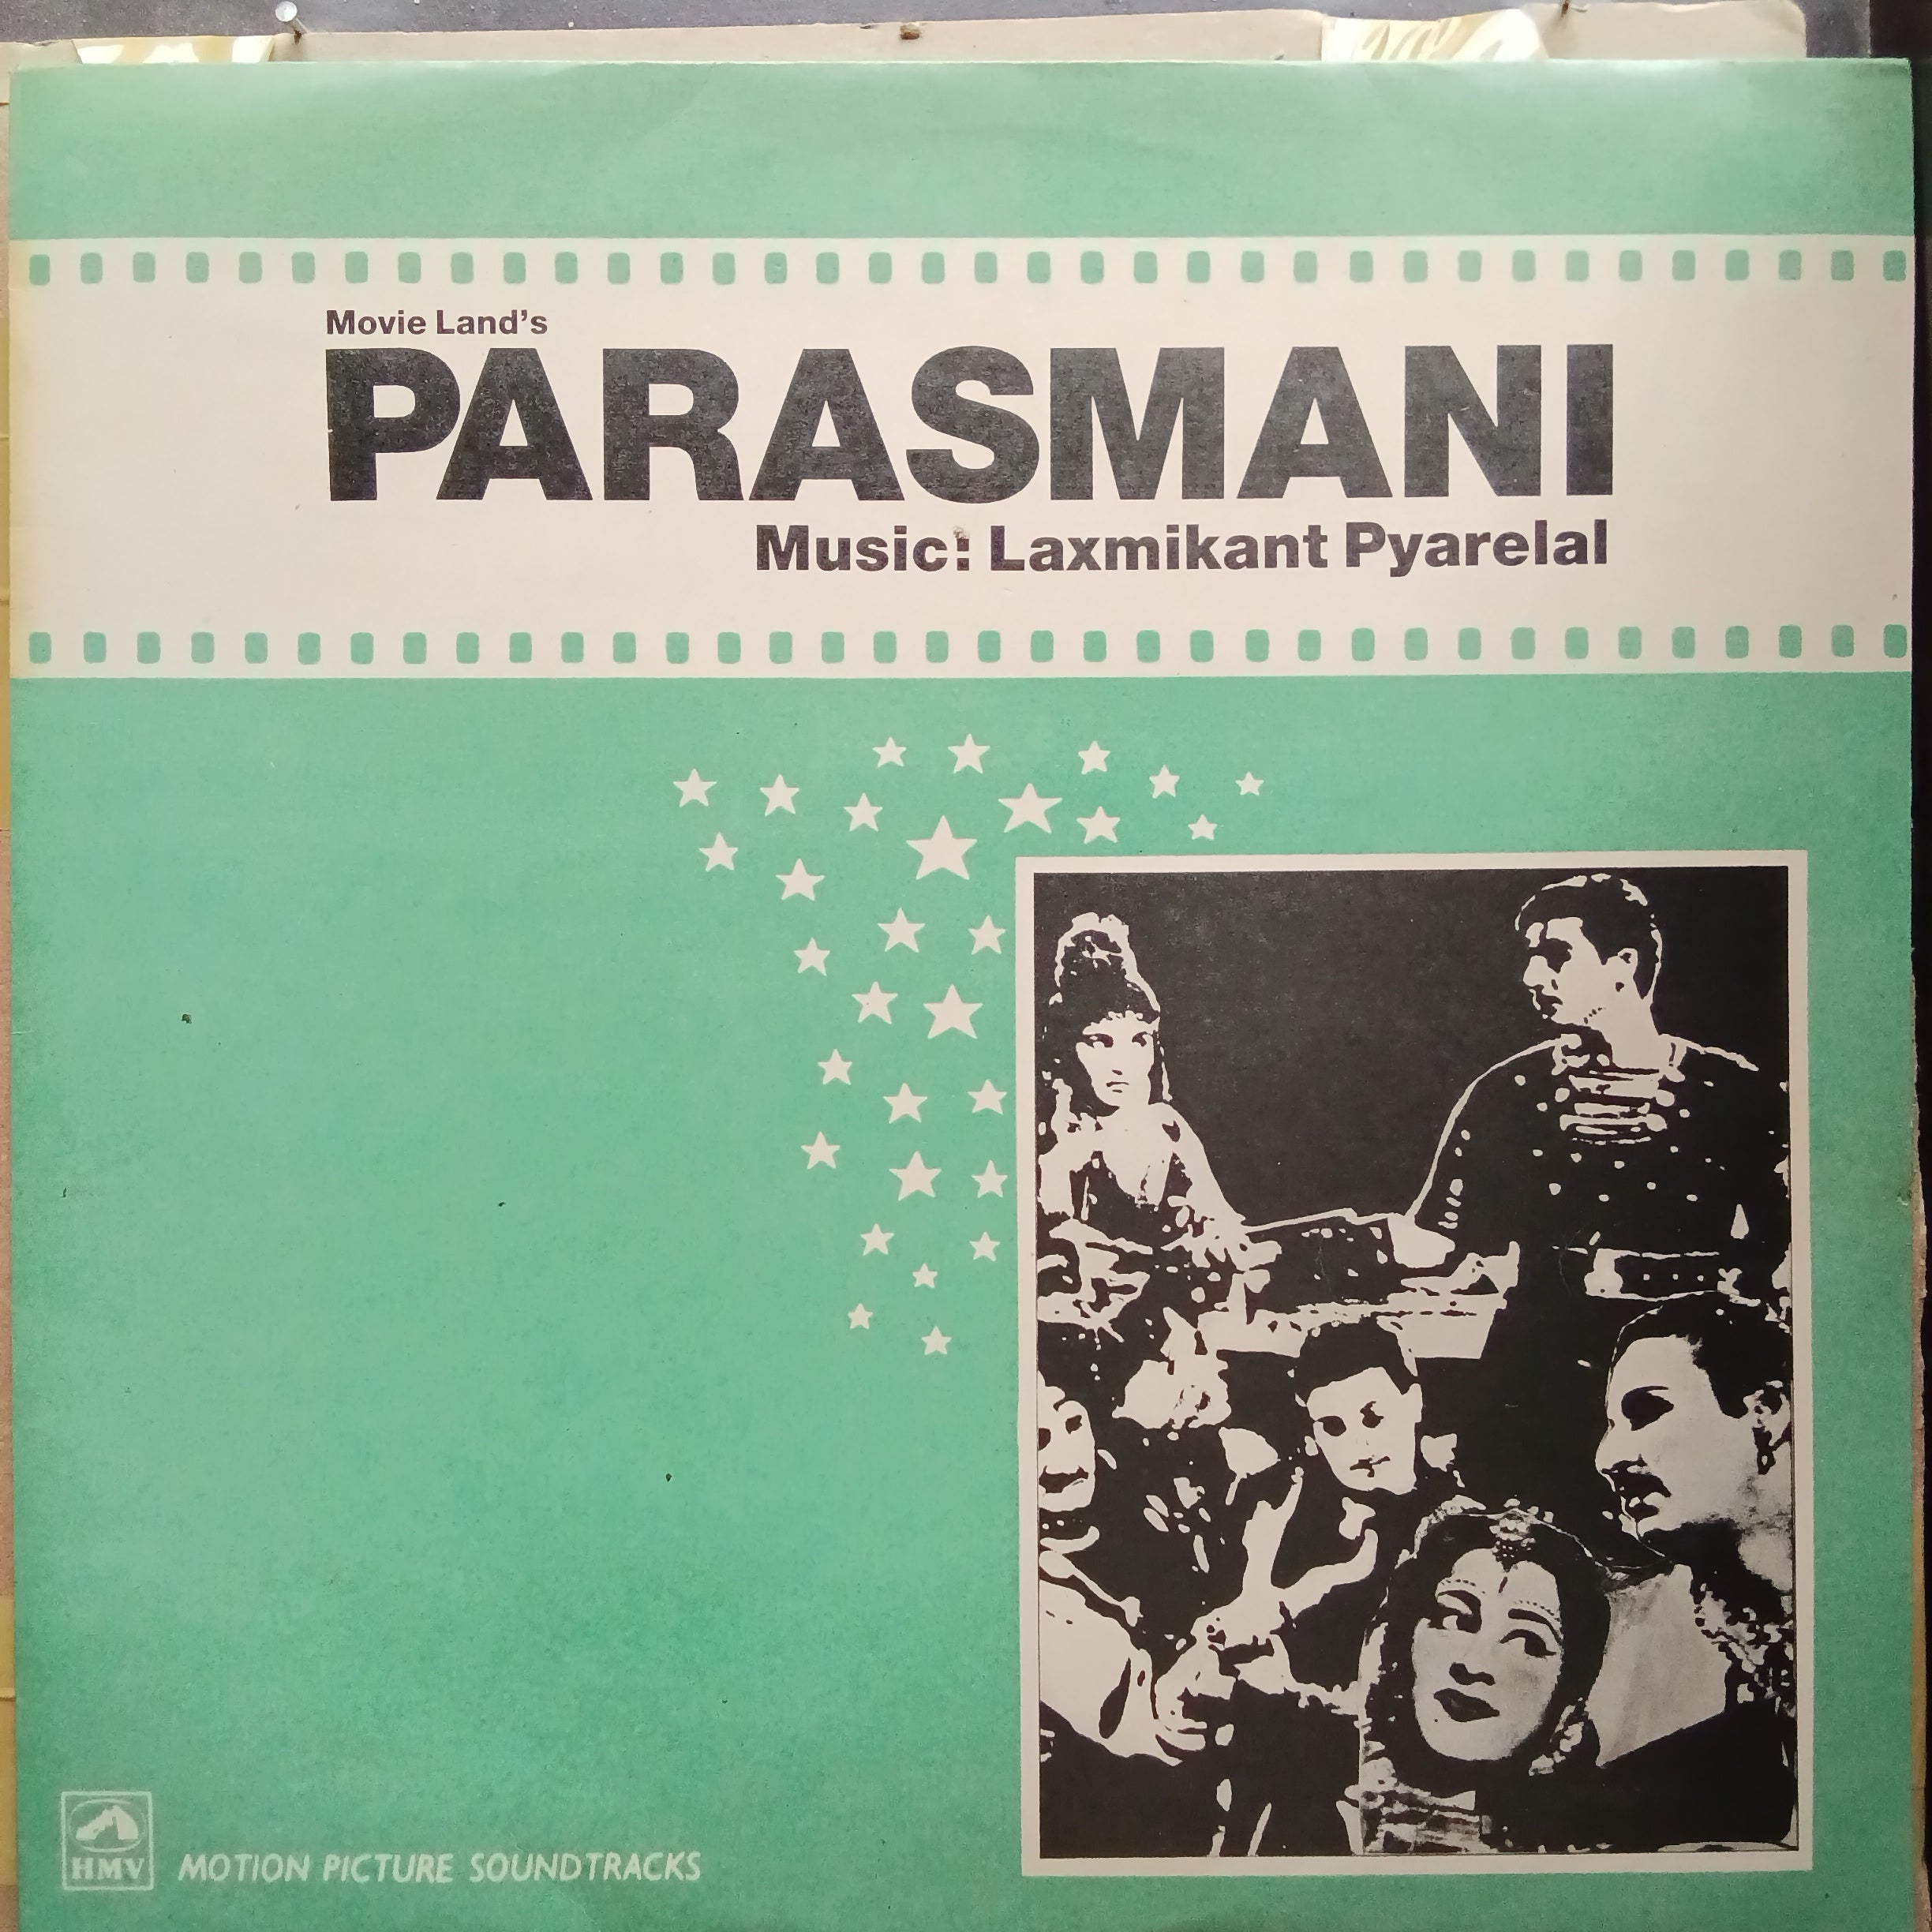 Movie Land's
PARASMANI
Music: Laxmikant Pyarelal
HMV
MOTION PICTURE SOUNDTRACKS